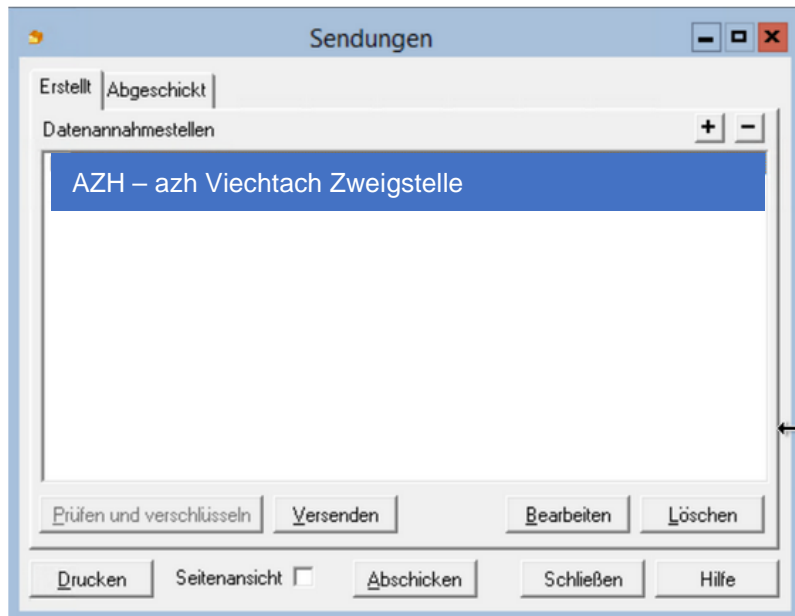 Sendungen
Erstellt Abgeschickt
Datenannahmestellen + -
AZH – azh Viechtach Zweigstelle
Prüfen und verschlüsseln Versenden Bearbeiten Löschen
Drucken Seitenansicht Abschicken Schließen Hilfe